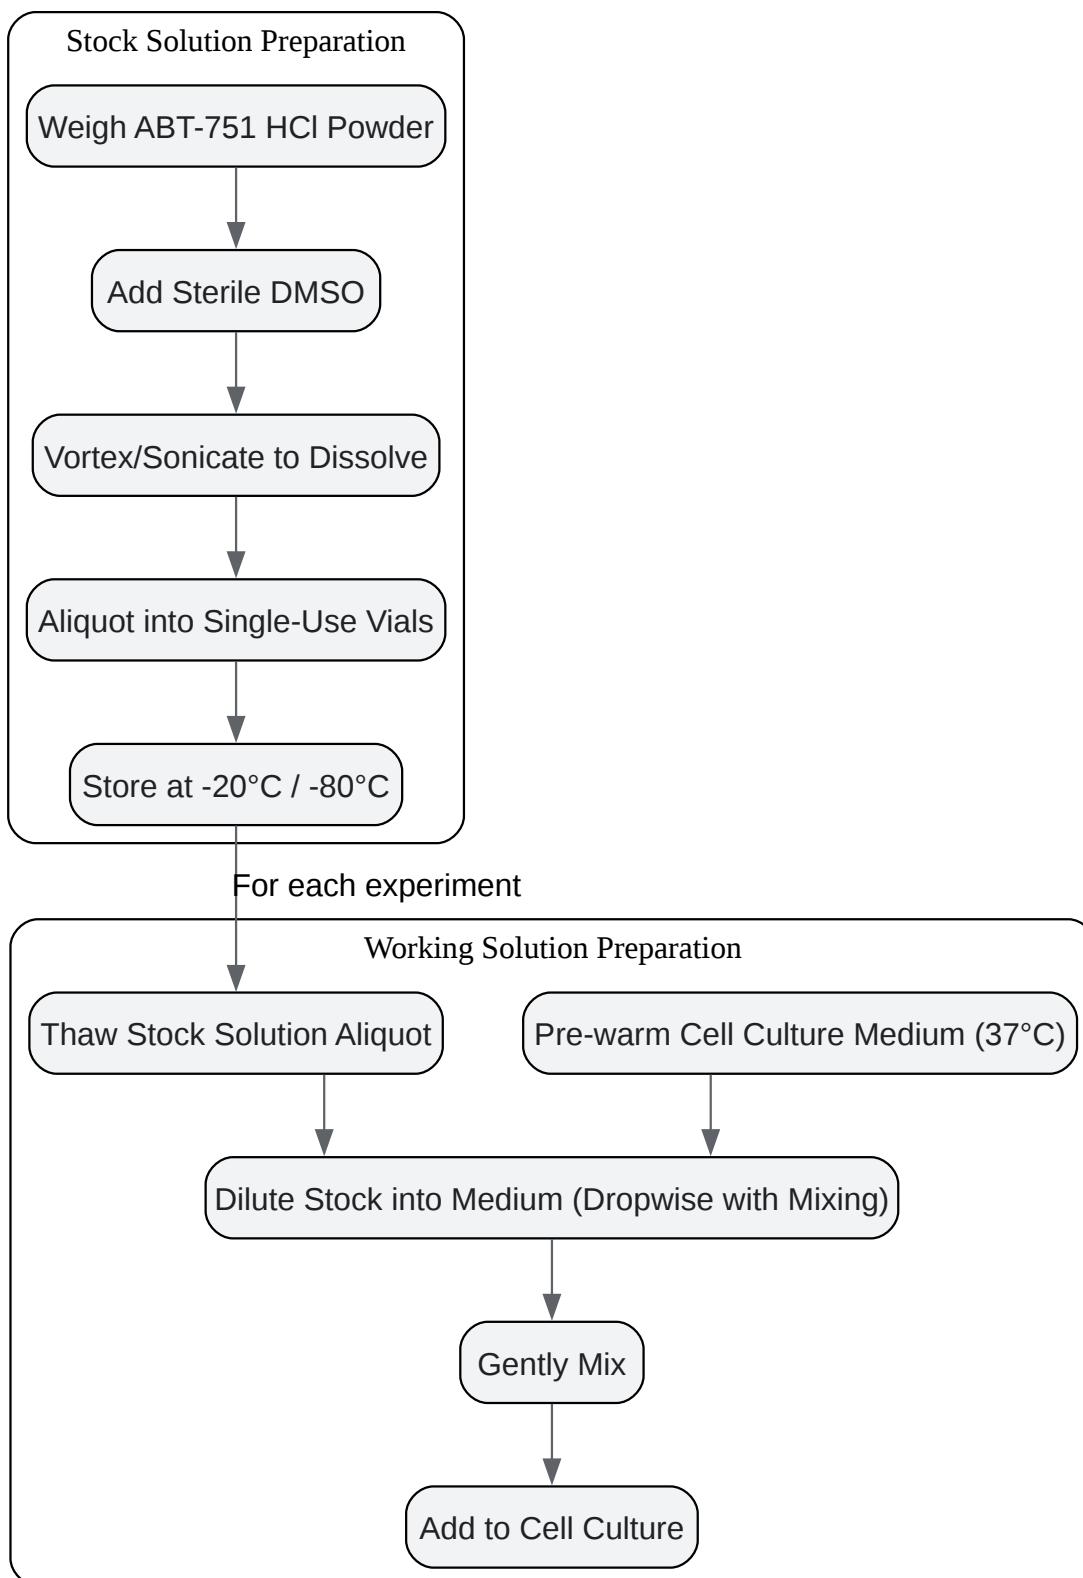 Stock Solution Preparation
Weigh ABT-751 HCl Powder
Add Sterile DMSO
Vortex/Sonicate to Dissolve
Aliquot into Single-Use Vials
Store at -20°C / -80°C
For each experiment
Working Solution Preparation
Thaw Stock Solution Aliquot
Pre-warm Cell Culture Medium (37°C)
Dilute Stock into Medium (Dropwise with Mixing)
Gently Mix
Add to Cell Culture